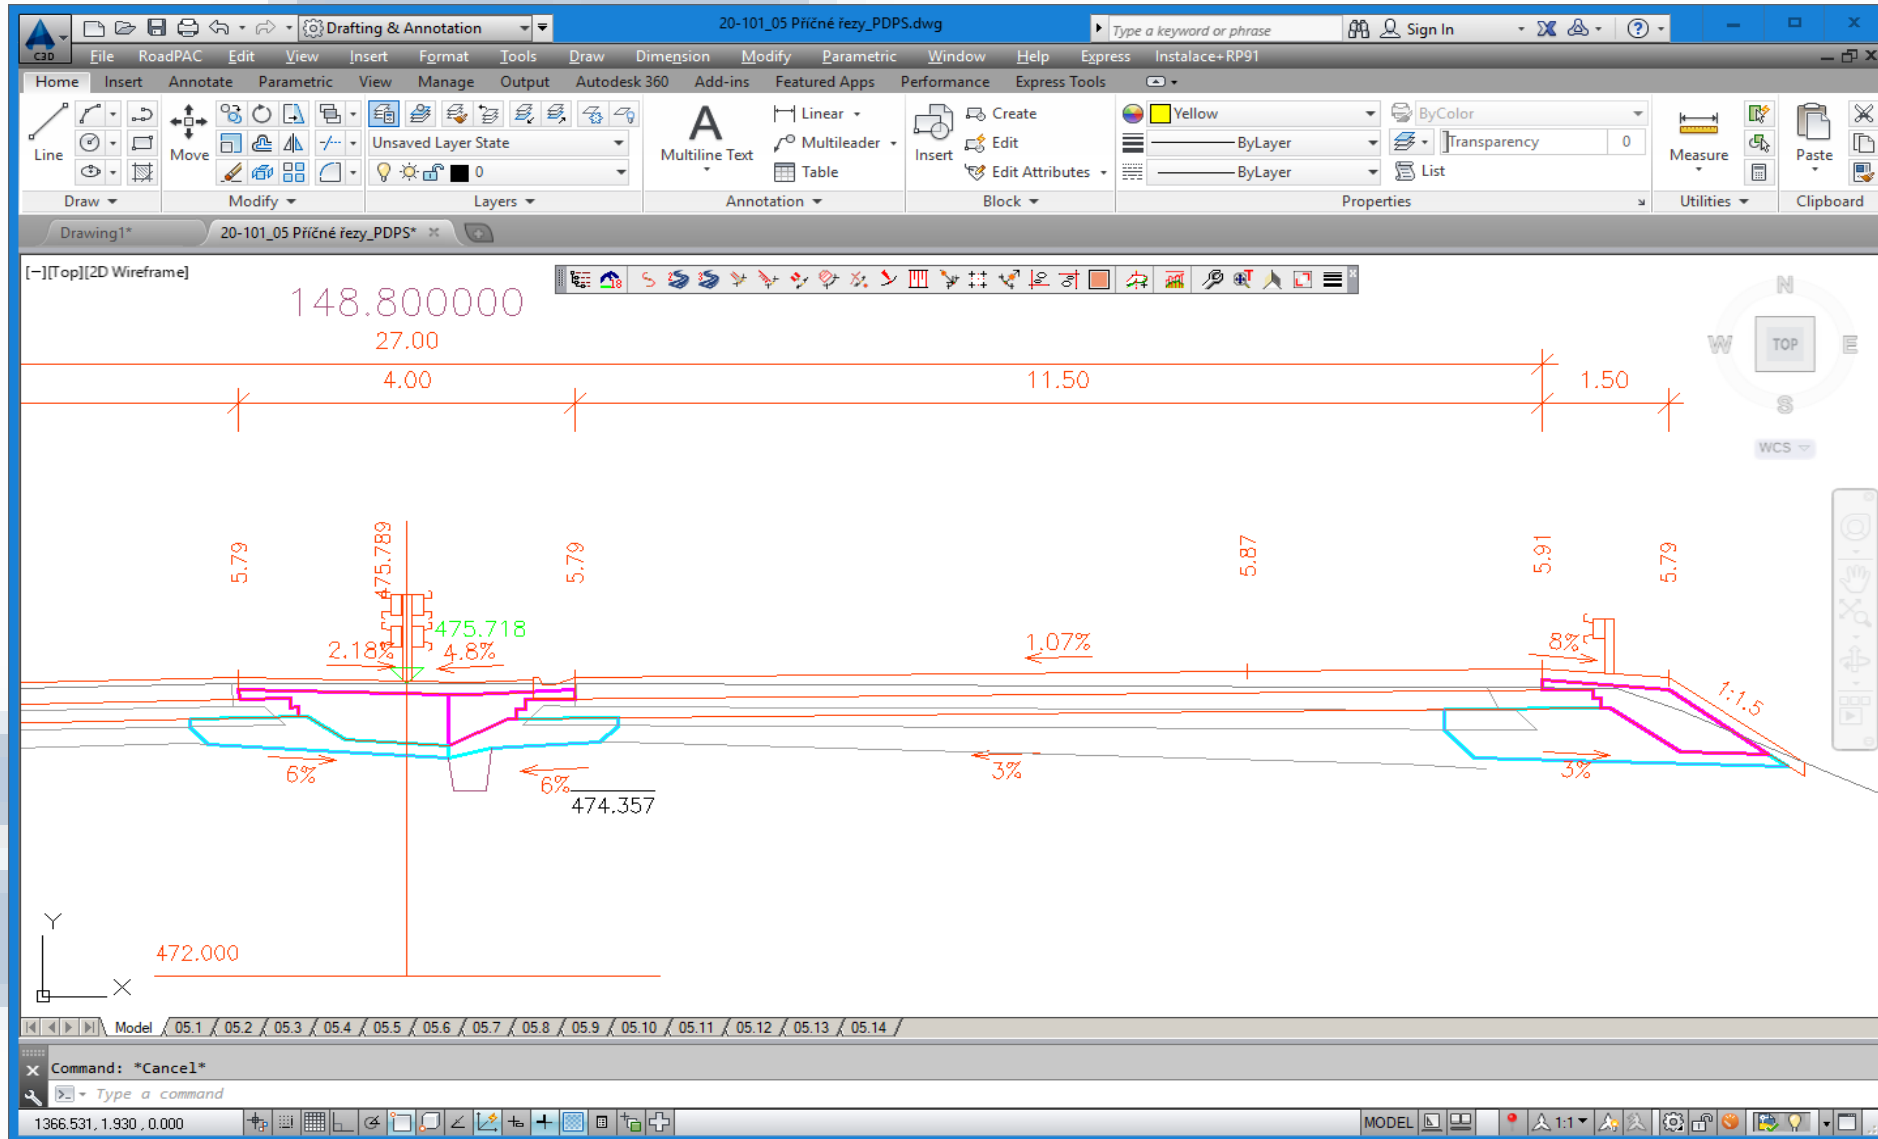 20-101_05 Příčné řezy_PDPS.dwg
Drafting & Annotation
Type a keyword or phrase
Sign In
C3D
File RoadPAC Edit View Insert Format Tools Draw Dimension Modify Parametric Window Help Express Instalace+RP91
Home Insert Annotate Parametric View Manage Output Autodesk 360 Add-ins Featured Apps Performance Express Tools
Line
Move
Unsaved Layer State
0
Multiline Text
Linear
Multileader
Table
Insert
Create
Edit
Edit Attributes
Yellow
ByLayer
ByLayer
ByColor
Transparency 0
List
Measure
Paste
Draw Modify Layers Annotation Block Properties Utilities Clipboard
Drawing1* 20-101_05 Příčné řezy_PDPS*
[−][Top][2D Wireframe]
148.800000
27.00
4.00 11.50 1.50
N
W TOP E
S
WCS
5.79 475.789 5.79 5.87 5.91 5.79
475.718
2.18% 4.8% 1.07% 8%
1:1.5
6% 6% 3% 3%
474.357
472.000
Y
X
Model 05.1 05.2 05.3 05.4 05.5 05.6 05.7 05.8 05.9 05.10 05.11 05.12 05.13 05.14
Command: *Cancel*
Type a command
1366.531, 1.930 , 0.000
MODEL 1:1